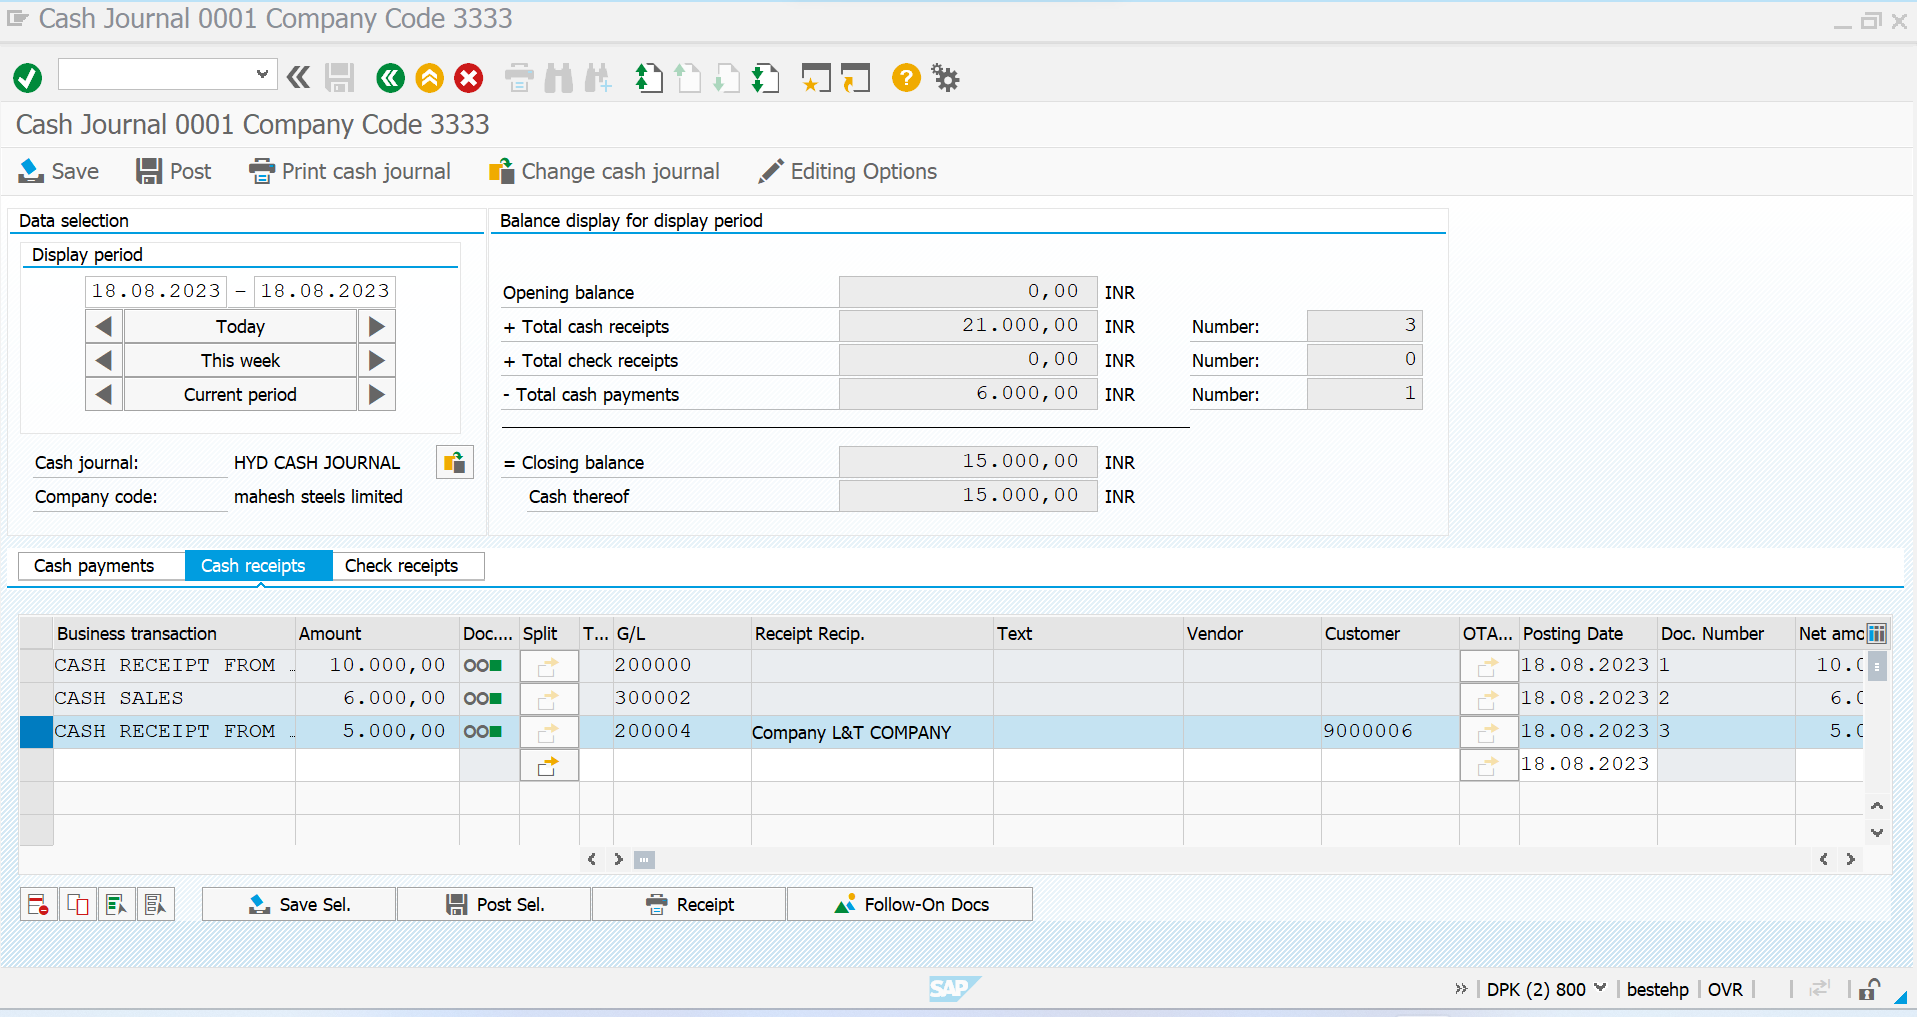 Cash Journal 0001 Company Code 3333
Cash Journal 0001 Company Code 3333
Save Post Print cash journal Change cash journal Editing Options
Data selection
Display period
18.08.2023 – 18.08.2023
Today
This week
Current period
Cash journal: HYD CASH JOURNAL
Company code: mahesh steels limited
Balance display for display period
Opening balance 0,00 INR
+ Total cash receipts 21.000,00 INR Number: 3
+ Total check receipts 0,00 INR Number: 0
- Total cash payments 6.000,00 INR Number: 1
= Closing balance 15.000,00 INR
Cash thereof 15.000,00 INR
Cash payments Cash receipts Check receipts
Business transaction Amount Doc.... Split T... G/L Receipt Recip. Text Vendor Customer OTA... Posting Date Doc. Number Net amo
CASH RECEIPT FROM … 10.000,00 200000 18.08.2023 1 10.0
CASH SALES 6.000,00 300002 18.08.2023 2 6.0
CASH RECEIPT FROM … 5.000,00 200004 Company L&T COMPANY 9000006 18.08.2023 3 5.0
18.08.2023
Save Sel. Post Sel. Receipt Follow-On Docs
SAP DPK (2) 800 bestehp OVR